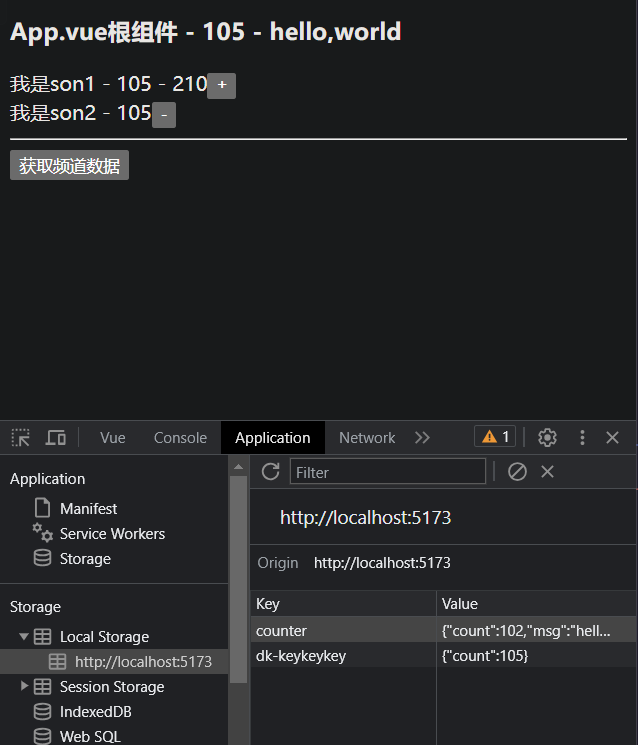 App.vue根组件 - 105 - hello,world
我是son1 - 105 - 210 +
我是son2 - 105 -
获取频道数据
Vue Console Application Network 1
Application
Filter
Manifest
Service Workers
Storage
http://localhost:5173
Origin http://localhost:5173
Storage
Key Value
Local Storage
counter {"count":102,"msg":"hell...
http://localhost:5173
dk-keykeykey {"count":105}
Session Storage
IndexedDB
Web SQL